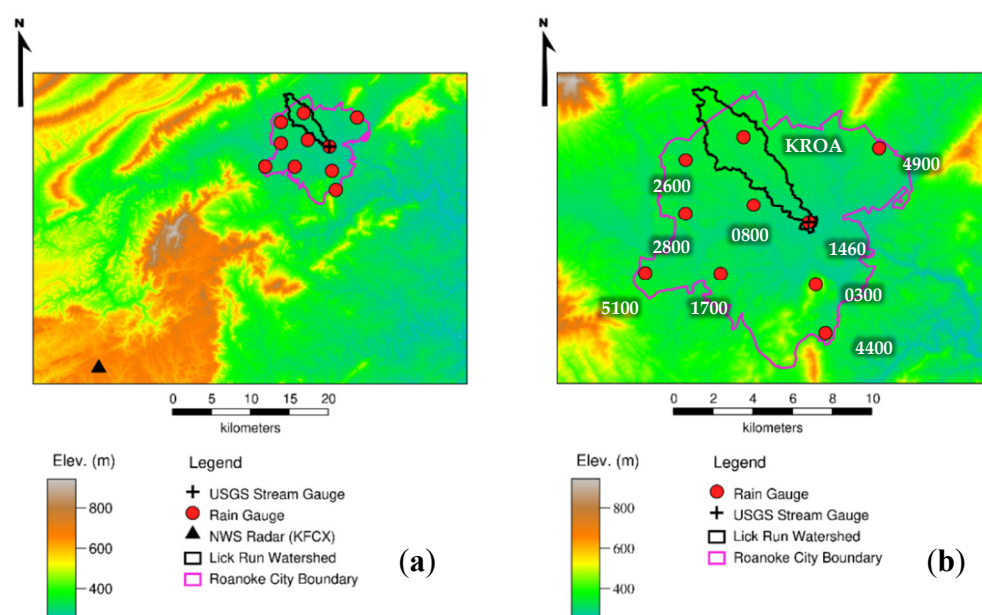 N
N
KROA
4900
2600
0800
2800
1460
5100
1700
0300
4400
0 5 10 15 20
kilometers
0 2 4 6 8 10
kilometers
Elev. (m)
800
600
400
Legend
USGS Stream Gauge
Rain Gauge
NWS Radar (KFCX)
Lick Run Watershed
Roanoke City Boundary
(a)
Elev. (m)
800
600
400
Legend
Rain Gauge
USGS Stream Gauge
Lick Run Watershed
Roanoke City Boundary
(b)